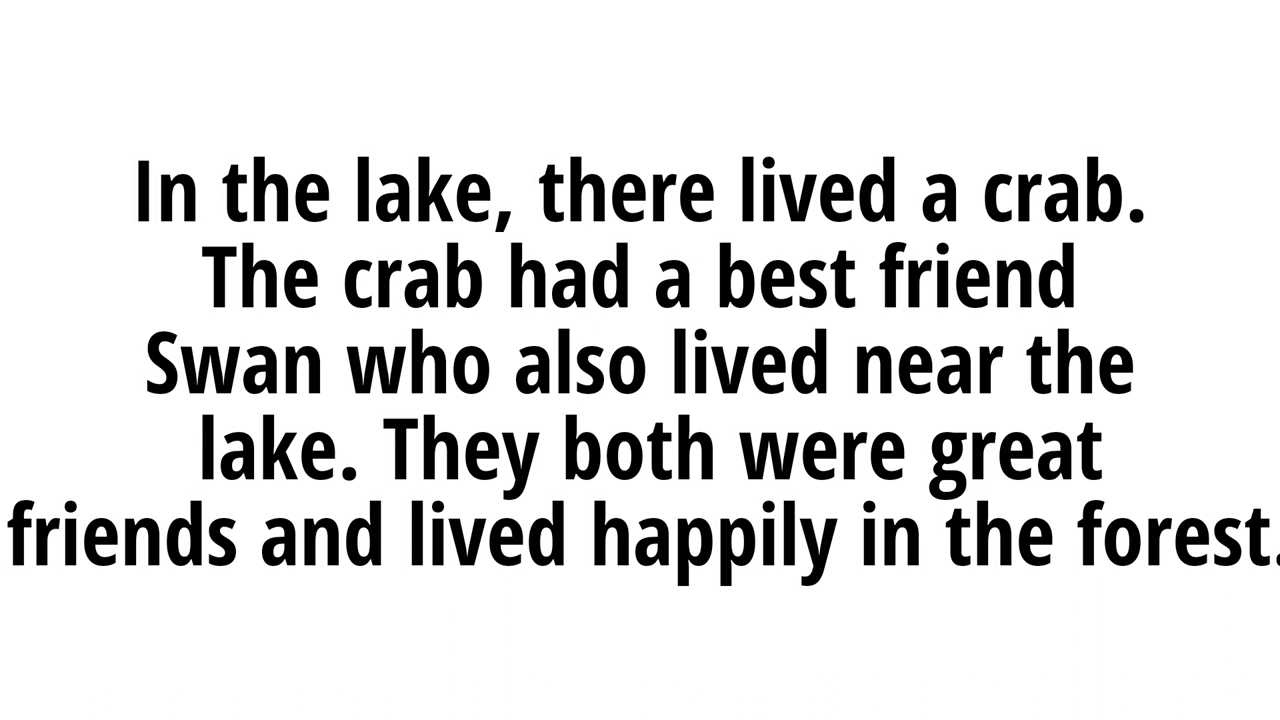 In the lake, there lived a crab.
The crab had a best friend
Swan who also lived near the
lake. They both were great
friends and lived happily in the forest.